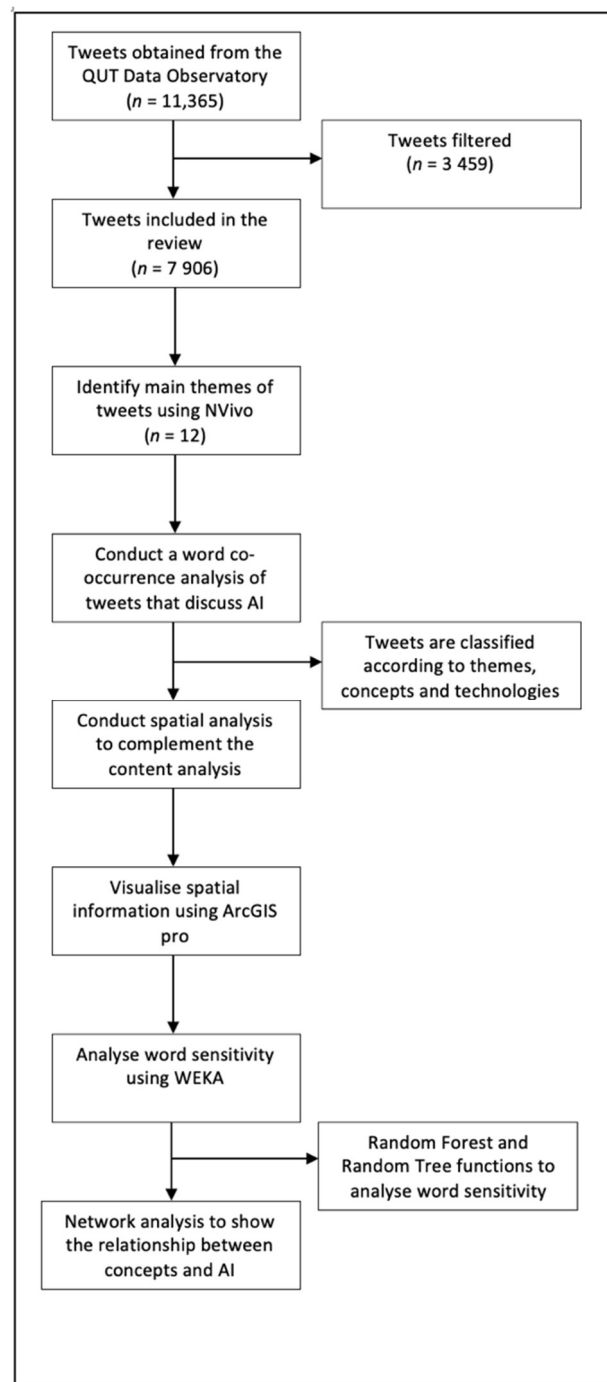 Tweets obtained from the
QUT Data Observatory
(n = 11,365)
Tweets filtered
(n = 3 459)
Tweets included in the
review
(n = 7 906)
Identify main themes of
tweets using NVivo
(n = 12)
Conduct a word co-
occurrence analysis of
tweets that discuss AI
Tweets are classified
according to themes,
concepts and technologies
Conduct spatial analysis
to complement the
content analysis
Visualise spatial
information using ArcGIS
pro
Analyse word sensitivity
using WEKA
Random Forest and
Random Tree functions to
analyse word sensitivity
Network analysis to show
the relationship between
concepts and AI